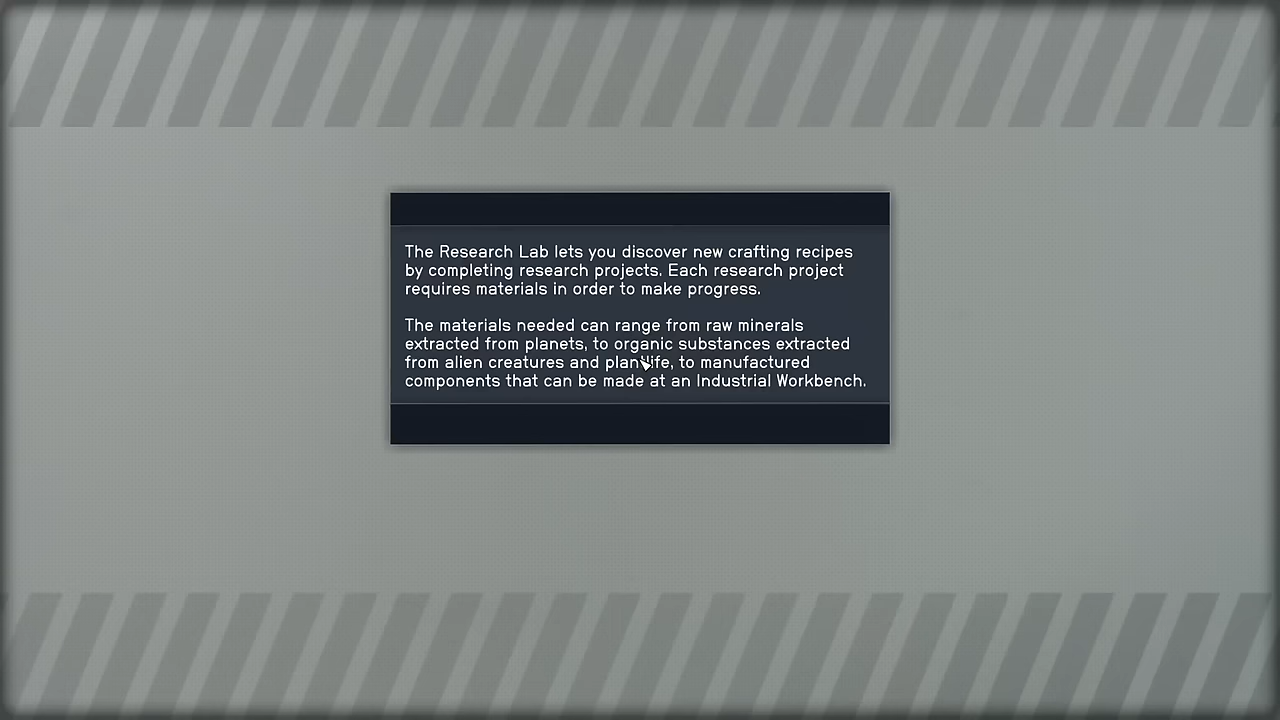 The Research Lab lets you discover new crafting recipes
by completing research projects. Each research project
requires materials in order to make progress.
The materials needed can range from raw minerals
extracted from planets, to organic substances extracted
from alien creatures and plantlife, to manufactured
components that can be made at an Industrial Workbench.